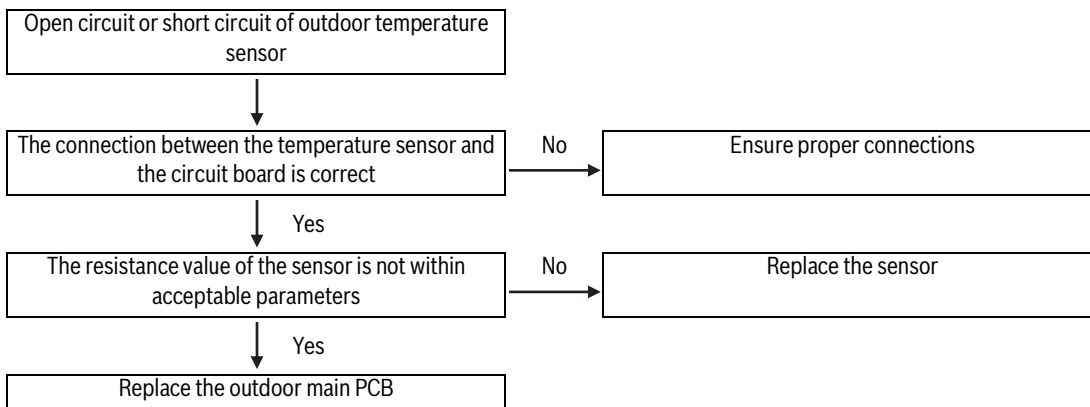 Open circuit or short circuit of outdoor temperature
sensor
The connection between the temperature sensor and
the circuit board is correct
No
Ensure proper connections
Yes
The resistance value of the sensor is not within
acceptable parameters
No
Replace the sensor
Yes
Replace the outdoor main PCB